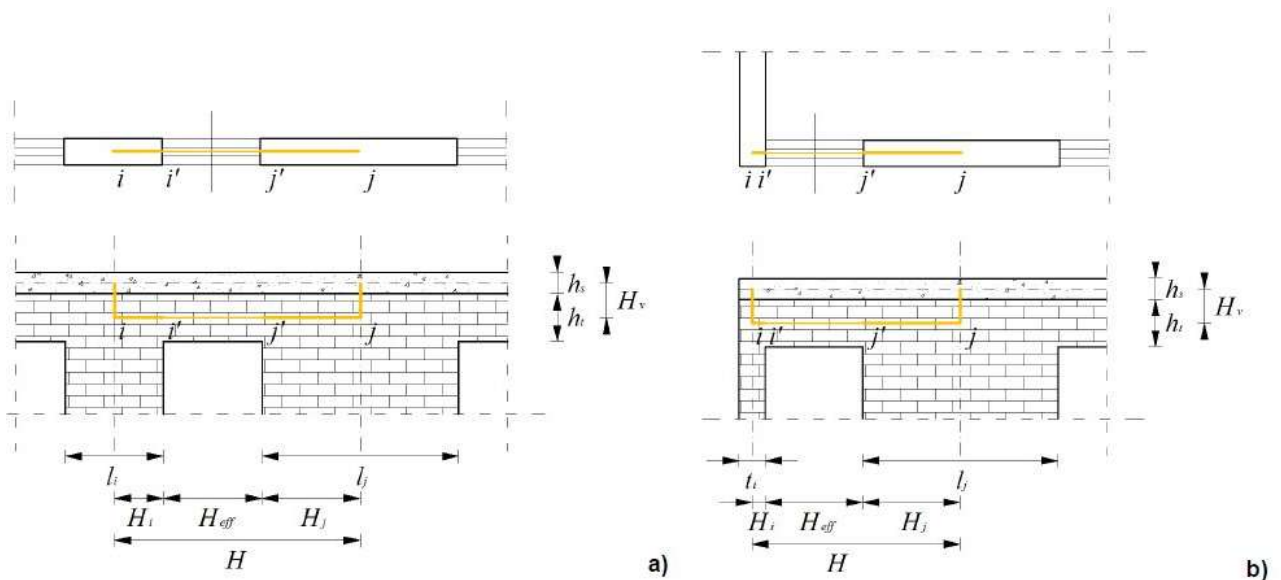 i i' j' j
i i' j' j
h_s
H_v
h_t
i i' j' j
l_i l_j
H_i H_eff H_j
H
a)
i i' j' j
h_s
H_v
h_t
t_i l_j
H_i H_eff H_j
H
b)